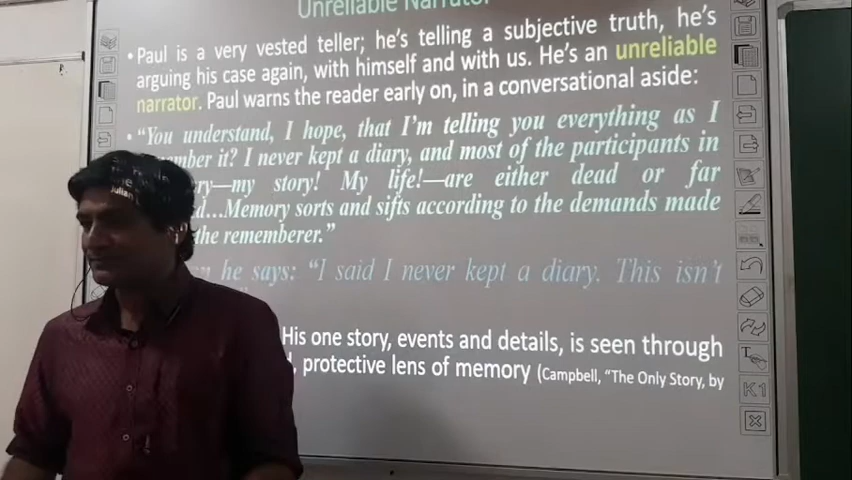 Unreliable Narrator
• Paul is a very vested teller; he's telling a subjective truth, he's
arguing his case again, with himself and with us. He's an unreliable
narrator. Paul warns the reader early on, in a conversational aside:
• “You understand, I hope, that I'm telling you everything as I
mber it? I never kept a diary, and most of the participants in
ry—my story! My life!—are either dead or far
d...Memory sorts and sifts according to the demands made
the rememberer.”
he says: “I said I never kept a diary. This isn't
His one story, events and details, is seen through
, protective lens of memory (Campbell, “The Only Story, by
Julian
K1